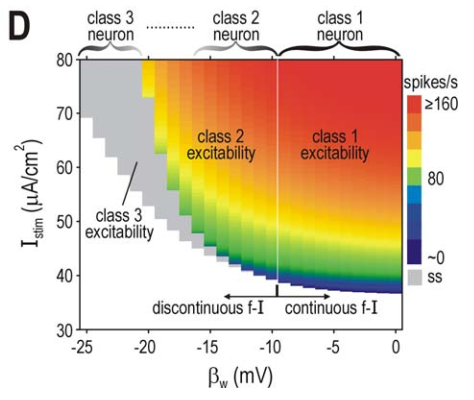 D
class 3 neuron
..........
class 2 neuron
class 1 neuron
spikes/s
≥160
80
~0
ss
80
70
60
50
40
30
I_stim (µA/cm²)
class 2 excitability
class 1 excitability
class 3 excitability
discontinuous f-I
continuous f-I
-25
-20
-15
-10
-5
0
β_w (mV)